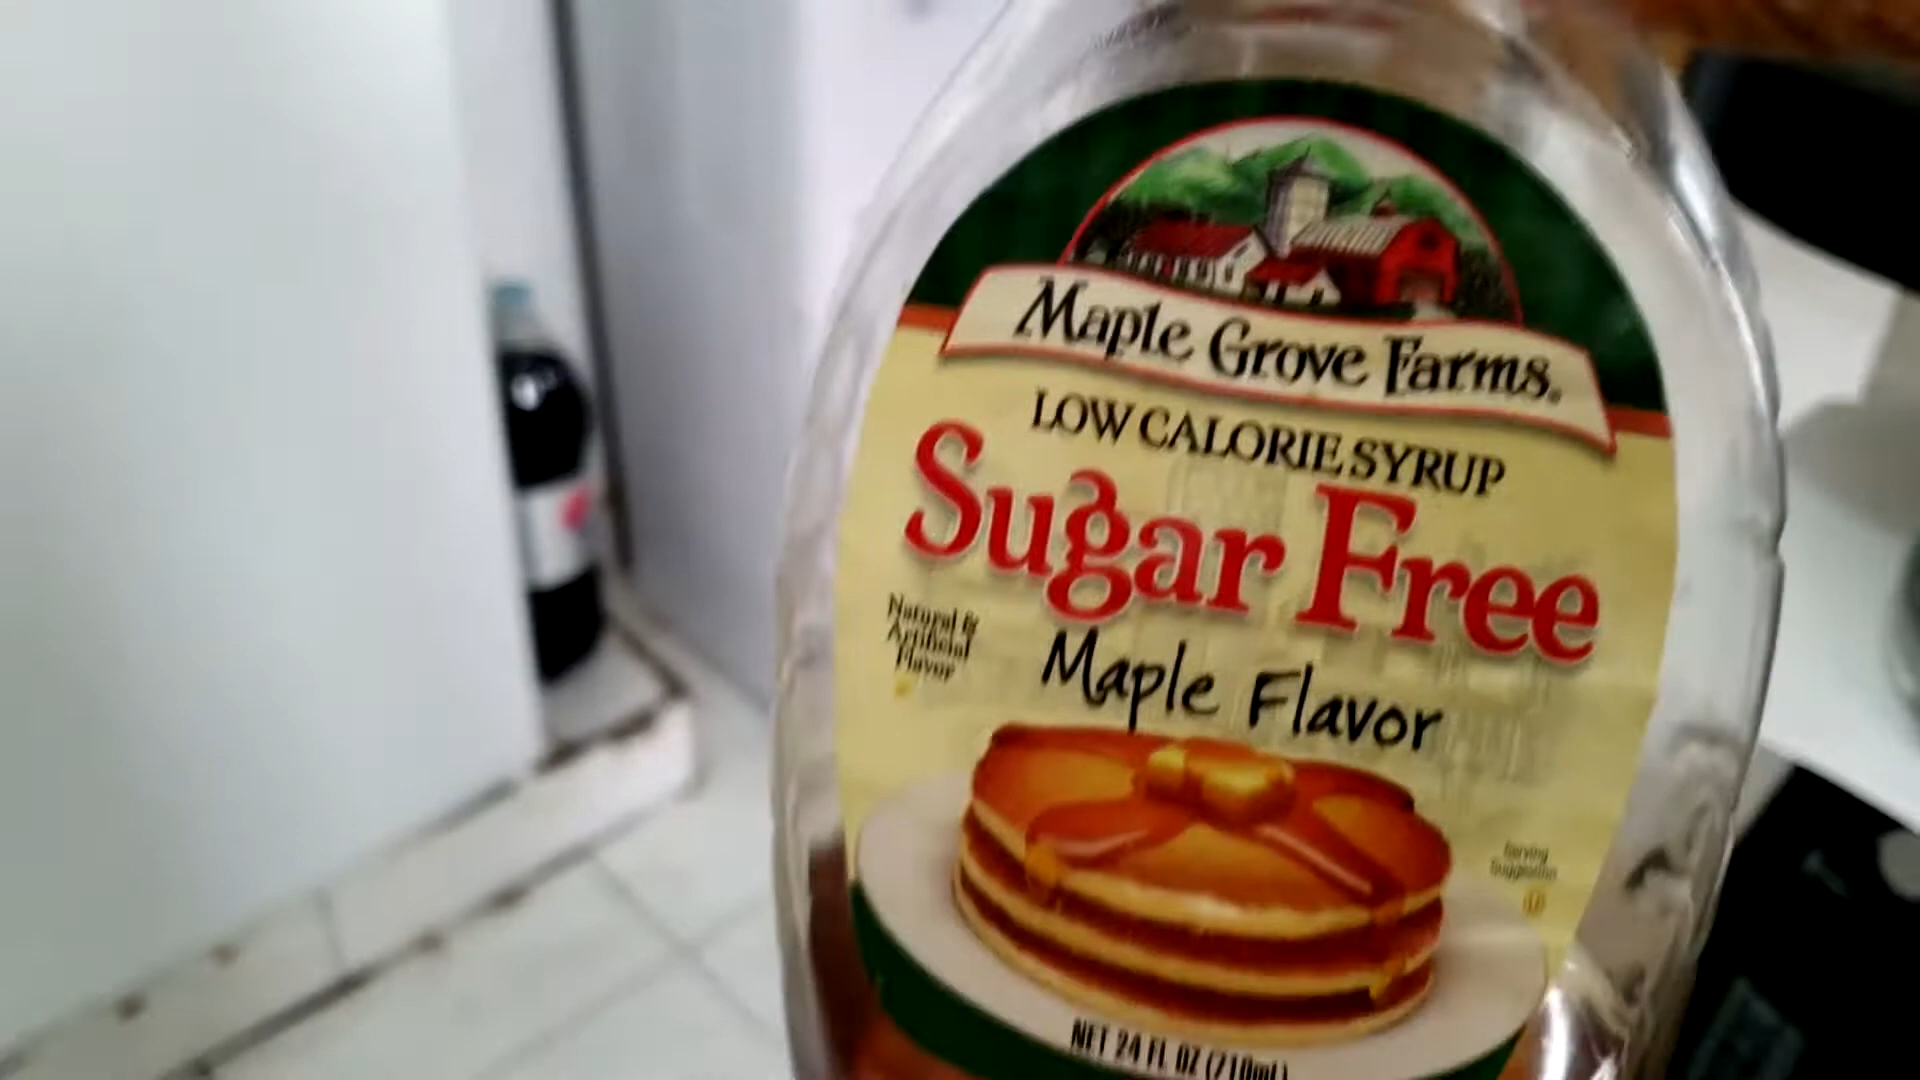 Maple Grove Farms®
LOW CALORIE SYRUP
Sugar Free
Natural &
Artificial
Flavor
Maple Flavor
Serving
Suggestion
NET 24 FL OZ (710mL)